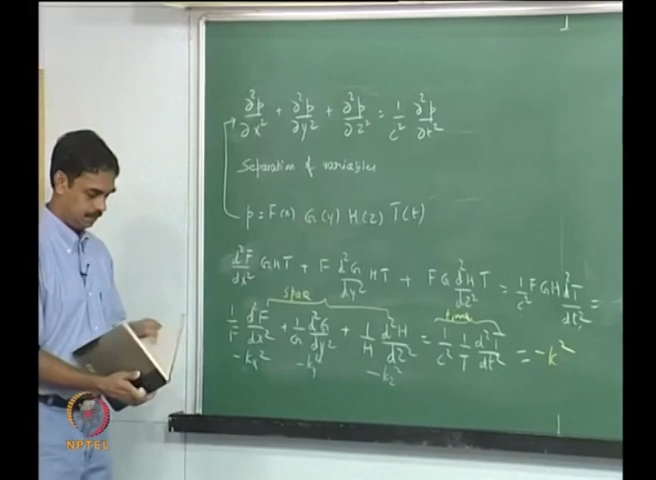 ∂²p/∂x² + ∂²p/∂y² + ∂²p/∂z² = 1/c² ∂²p/∂t²
Separation of variables
p = F(x) G(y) H(z) T(t)
d²F/dx² GHT + F d²G/dy² HT + FG d²H/dz² T = 1/c² FGH d²T/dt² =
space
time
1/F d²F/dx² + 1/G d²G/dy² + 1/H d²H/dz² = 1/c² 1/T d²T/dt² = -k²
-kx² -ky² -kz²
NPTEL